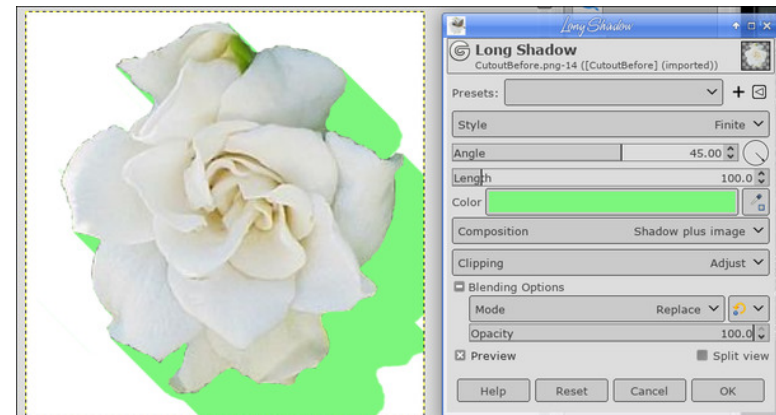 Long Shadow
Long Shadow
CutoutBefore.png-14 ([CutoutBefore] (imported))
Presets:
Style Finite
Angle 45.00
Length 100.0
Color
Composition Shadow plus image
Clipping Adjust
Blending Options
Mode Replace
Opacity 100.0
Preview Split view
Help Reset Cancel OK